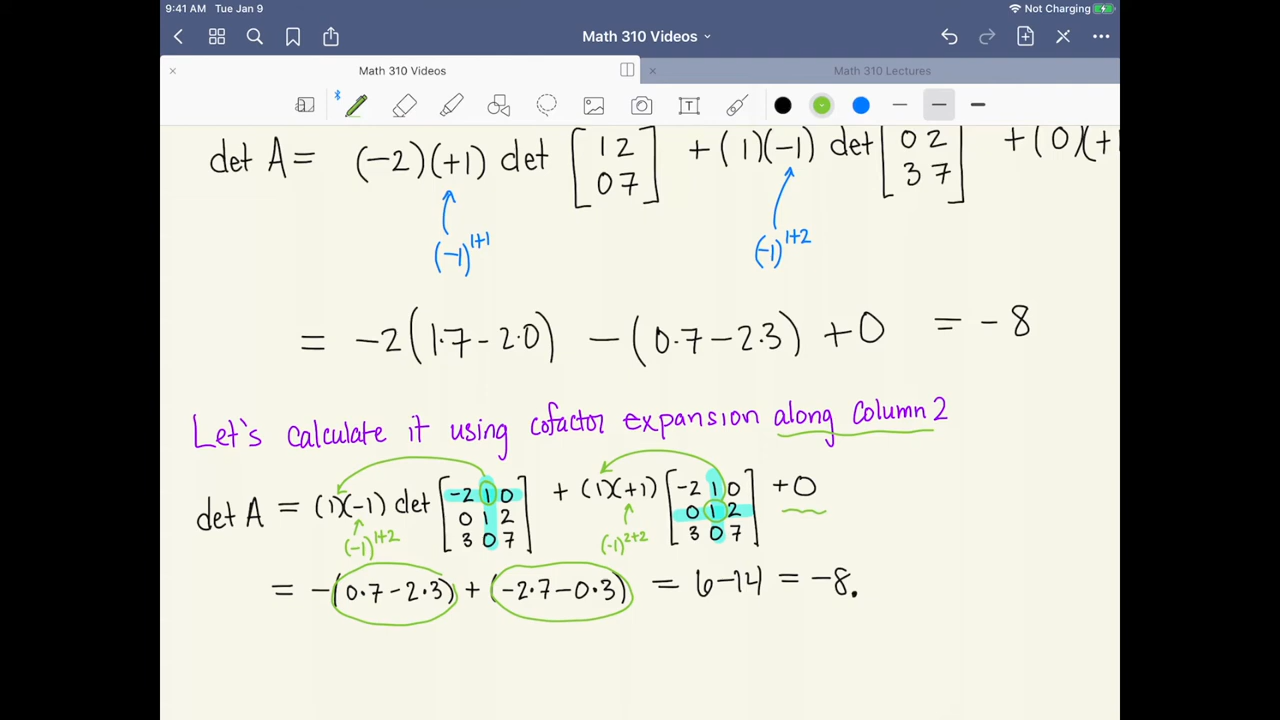 9:41 AM Tue Jan 9
Not Charging
Math 310 Videos
Math 310 Videos
Math 310 Lectures
det A = (-2)(+1) det [1 2 0 7] + (1)(-1) det [0 2 3 7] + (0)(+1
(-1)^{1+1} (-1)^{1+2}
= -2(1·7 - 2·0) - (0·7 - 2·3) + 0 = -8
Let's calculate it using cofactor expansion along column 2
det A = (1)(-1) det [-2 1 0 0 1 2 3 0 7] + (1)(+1) [-2 1 0 0 1 2 3 0 7] + 0
(-1)^{1+2} (-1)^{2+2}
= -(0·7 - 2·3) + (-2·7 - 0·3) = 6 - 14 = -8.